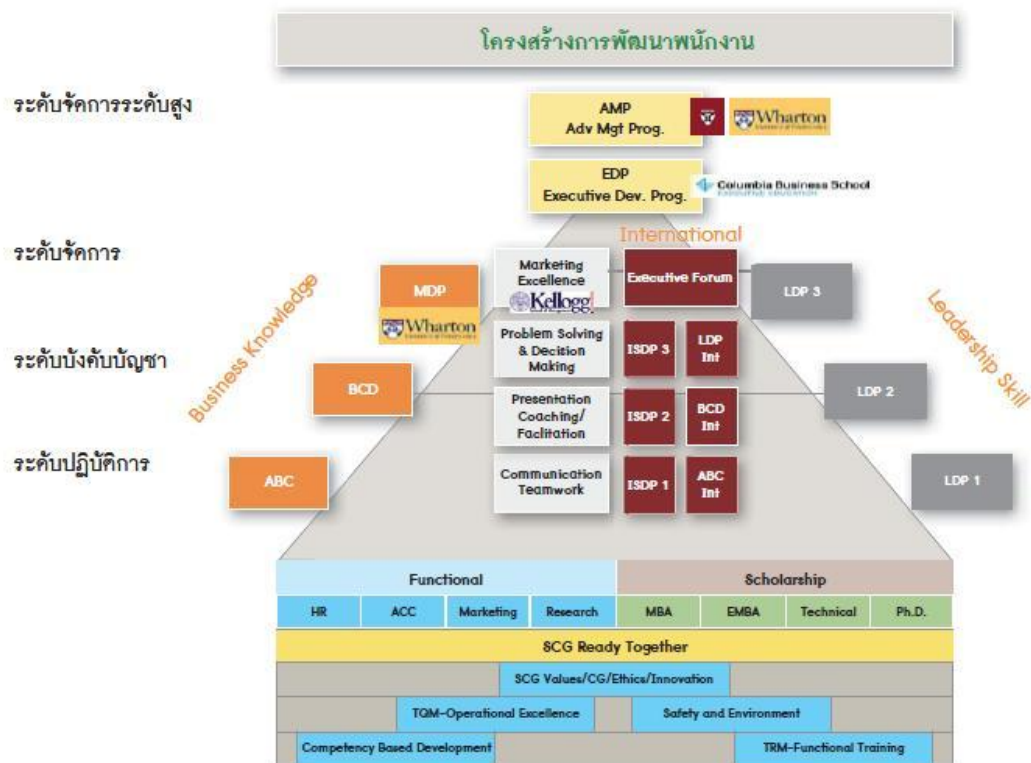 โครงสร้างการพัฒนาพนักงาน
ระดับจัดการระดับสูง
AMP
Adv Mgt Prog.
Wharton
EDP
Executive Dev. Prog.
Columbia Business School
EXECUTIVE EDUCATION
International
ระดับจัดการ
MDP
Wharton
Marketing
Excellence
Kellogg
Executive Forum
LDP 3
Business Knowledge
Leadership Skill
ระดับบังคับบัญชา
BCD
Problem Solving
& Decision
Making
ISDP 3
LDP
Int
LDP 2
Presentation
Coaching/
Faclitation
ISDP 2
BCD
Int
ระดับปฏิบัติการ
ABC
Communication
Teamwork
ISDP 1
ABC
Int
LDP 1
Functional
Scholarship
HR
ACC
Marketing
Research
MBA
EMBA
Technical
Ph.D.
SCG Ready Together
SCG Values/CG/Ethics/Innovation
TQM-Operational Excellence
Safety and Environment
Competency Based Development
TRM-Functional Training